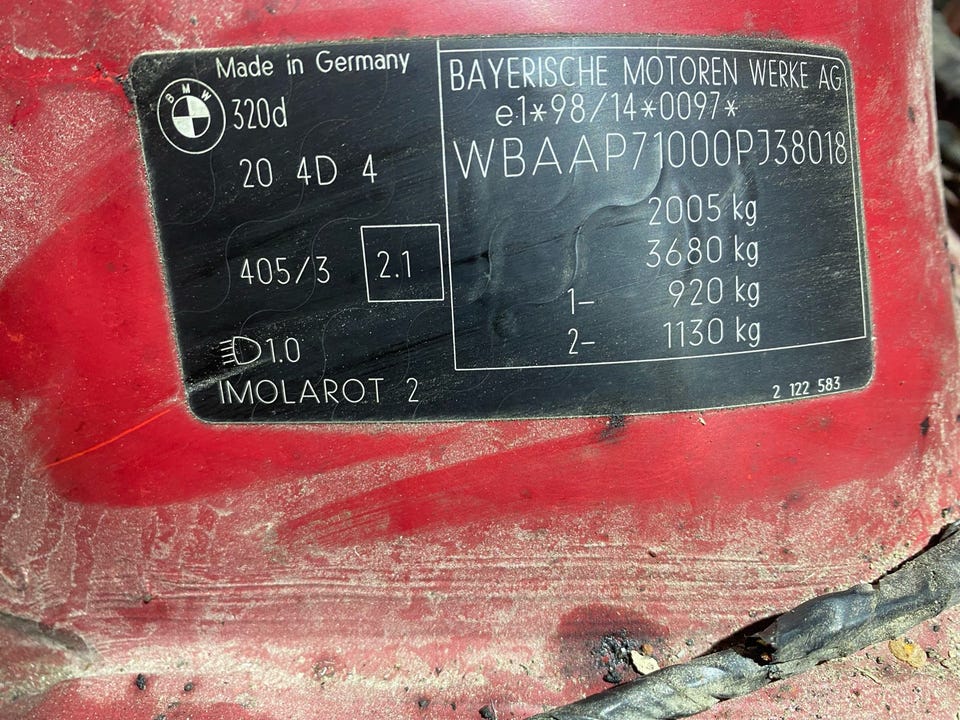 Made in Germany
BMW
320d
20 4D 4
405/3
2.1
1.0
IMOLAROT 2
BAYERISCHE MOTOREN WERKE AG
e1*98/14*0097*
WBAAP71000PJ38018
2005 kg
3680 kg
1- 920 kg
2- 1130 kg
2 122 583